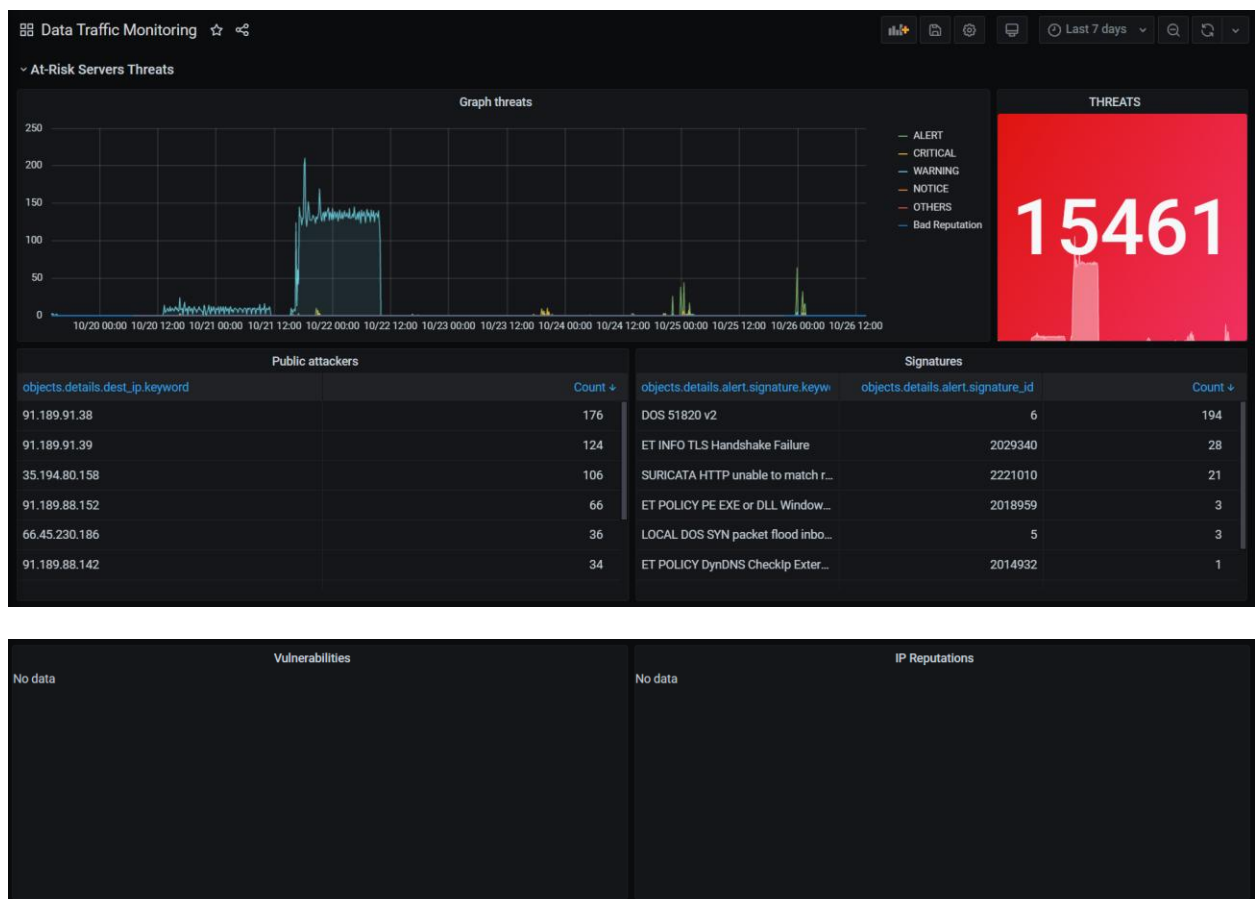 Data Traffic Monitoring
Last 7 days
At-Risk Servers Threats
Graph threats
250
200
150
100
50
0
10/20 00:00 10/20 12:00 10/21 00:00 10/21 12:00 10/22 00:00 10/22 12:00 10/23 00:00 10/23 12:00 10/24 00:00 10/24 12:00 10/25 00:00 10/25 12:00 10/26 00:00 10/26 12:00
ALERT
CRITICAL
WARNING
NOTICE
OTHERS
Bad Reputation
THREATS
15461
Public attackers
objects.details.dest_ip.keyword Count
91.189.91.38 176
91.189.91.39 124
35.194.80.158 106
91.189.88.152 66
66.45.230.186 36
91.189.88.142 34
Signatures
objects.details.alert.signature.keyw objects.details.alert.signature_id Count
DOS 51820 v2 6 194
ET INFO TLS Handshake Failure 2029340 28
SURICATA HTTP unable to match r... 2221010 21
ET POLICY PE EXE or DLL Window... 2018959 3
LOCAL DOS SYN packet flood inbo... 5 3
ET POLICY DynDNS CheckIp Exter... 2014932 1
Vulnerabilities
No data
IP Reputations
No data